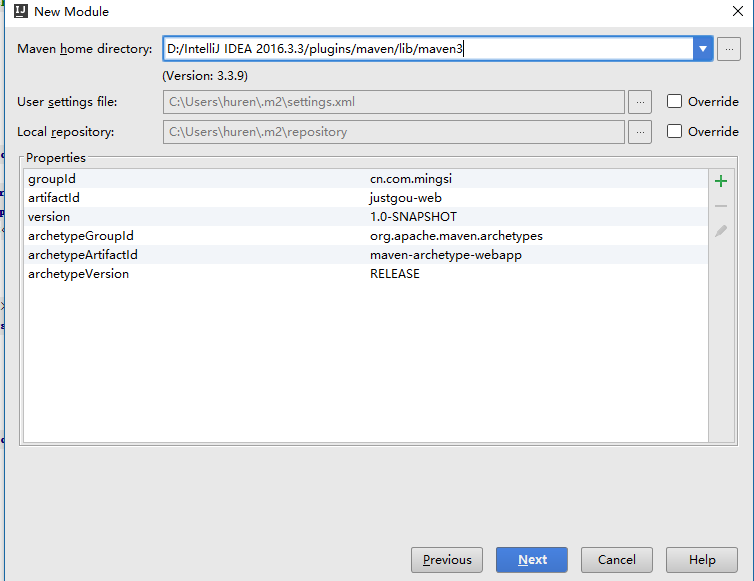 New Module
Maven home directory: D:/IntelliJ IDEA 2016.3.3/plugins/maven/lib/maven3 ...
(Version: 3.3.9)
User settings file: C:\Users\huren\.m2\settings.xml ... Override
Local repository: C:\Users\huren\.m2\repository ... Override
Properties
groupId cn.com.mingsi
artifactId justgou-web
version 1.0-SNAPSHOT
archetypeGroupId org.apache.maven.archetypes
archetypeArtifactId maven-archetype-webapp
archetypeVersion RELEASE
Previous Next Cancel Help